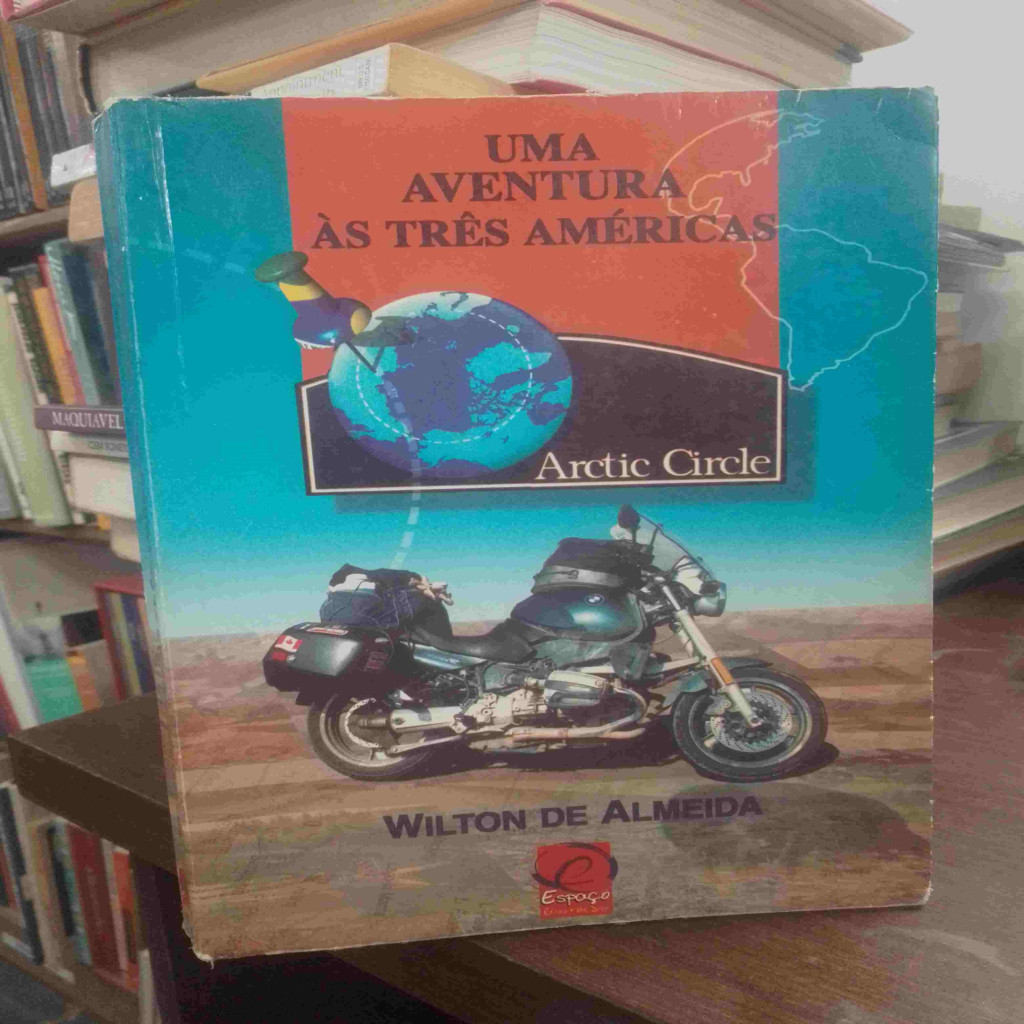 UMA
AVENTURA
ÀS TRÊS AMÉRICAS
Arctic Circle
MAQUIAVEL
WILTON DE ALMEIDA
Espaço